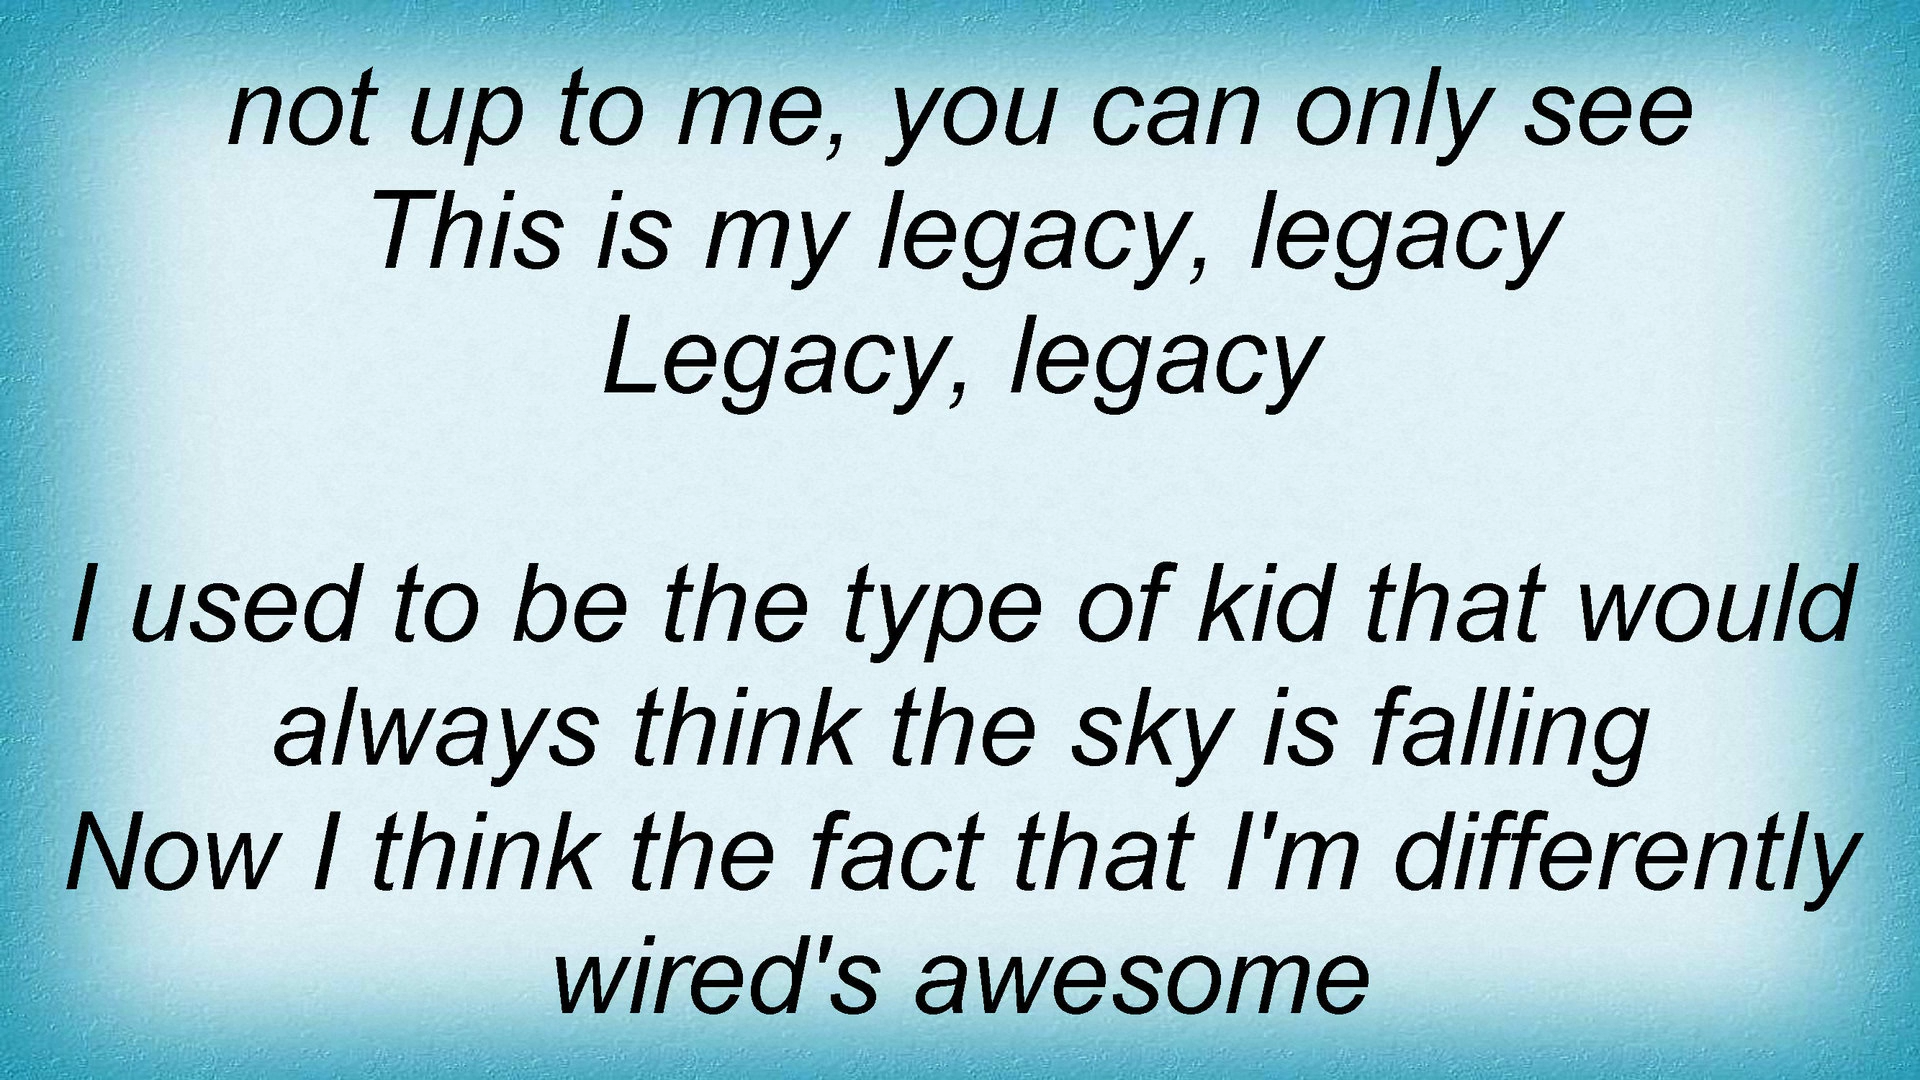 not up to me, you can only see
This is my legacy, legacy
Legacy, legacy
I used to be the type of kid that would
always think the sky is falling
Now I think the fact that I'm differently
wired's awesome